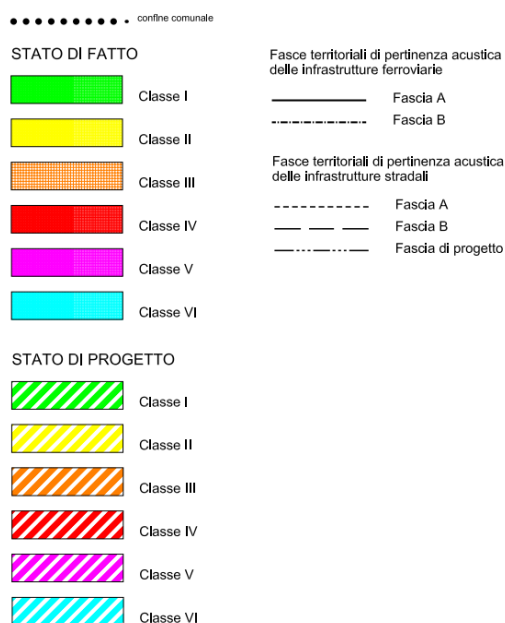 confine comunale
STATO DI FATTO
Classe I
Classe II
Classe III
Classe IV
Classe V
Classe VI
STATO DI PROGETTO
Classe I
Classe II
Classe III
Classe IV
Classe V
Classe VI
Fasce territoriali di pertinenza acustica
delle infrastrutture ferroviarie
Fascia A
Fascia B
Fasce territoriali di pertinenza acustica
delle infrastrutture stradali
Fascia A
Fascia B
Fascia di progetto